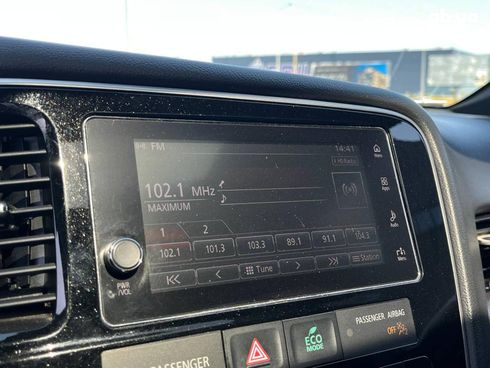 FM
14:41
HD Radio
Menu
102.1 MHz
MAXIMUM
Apps
1 2
102.1 101.3 103.3 89.1 91.1 104.3
Audio
Tune
Station
Menu
PWR
/VOL
PASSENGER
ECO
MODE
PASSENGER AIRBAG
OFF